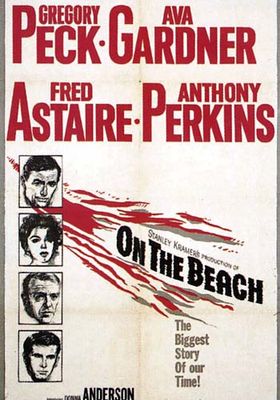 GREGORY AVA
PECK·GARDNER
FRED ANTHONY
ASTAIRE·PERKINS
STANLEY KRAMER'S PRODUCTION OF
ON THE BEACH
The
Biggest
Story
Of our
Time!
INTRODUCING DONNA ANDERSON